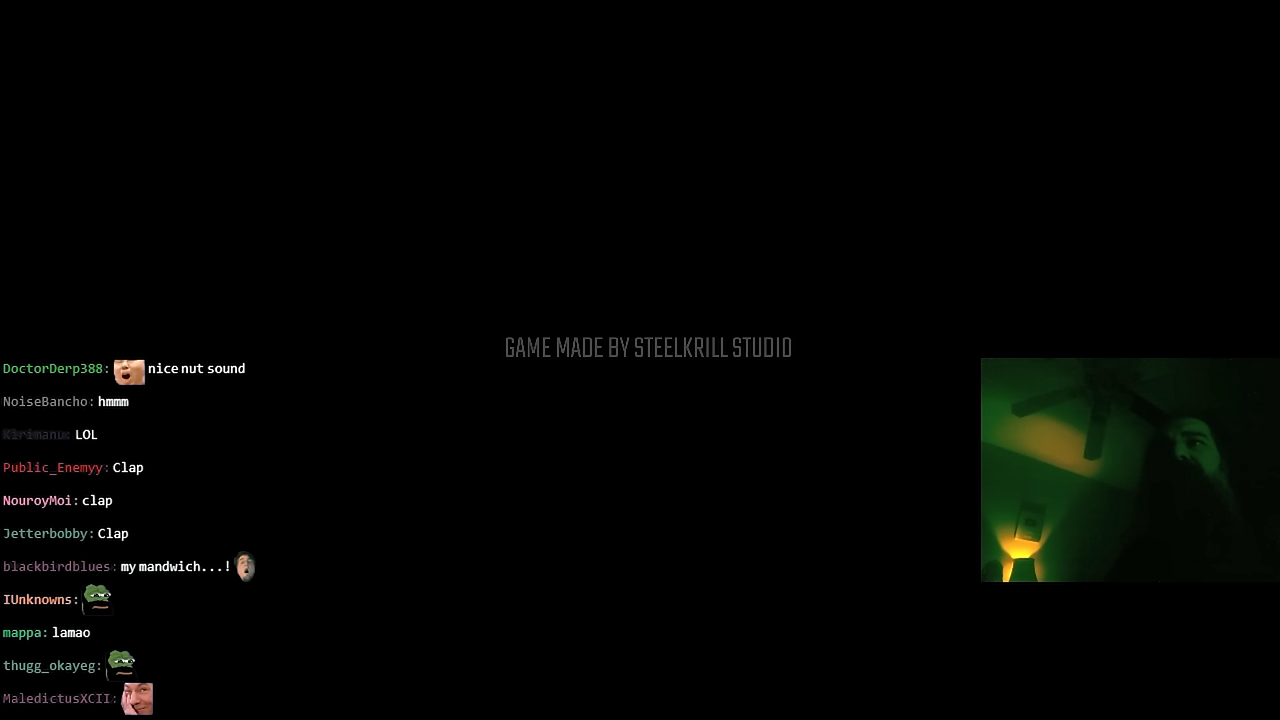 GAME MADE BY STEELKRILL STUDIO
DoctorDerp388: nice nut sound
NoiseBancho: hmmm
LOL
Public_Enemyy: Clap
NouroyMoi: clap
Jetterbobby: Clap
blackbirdblues: my mandwich...!
IUnknowns:
mappa: lamao
thugg_okayeg:
MaledictusXCII: